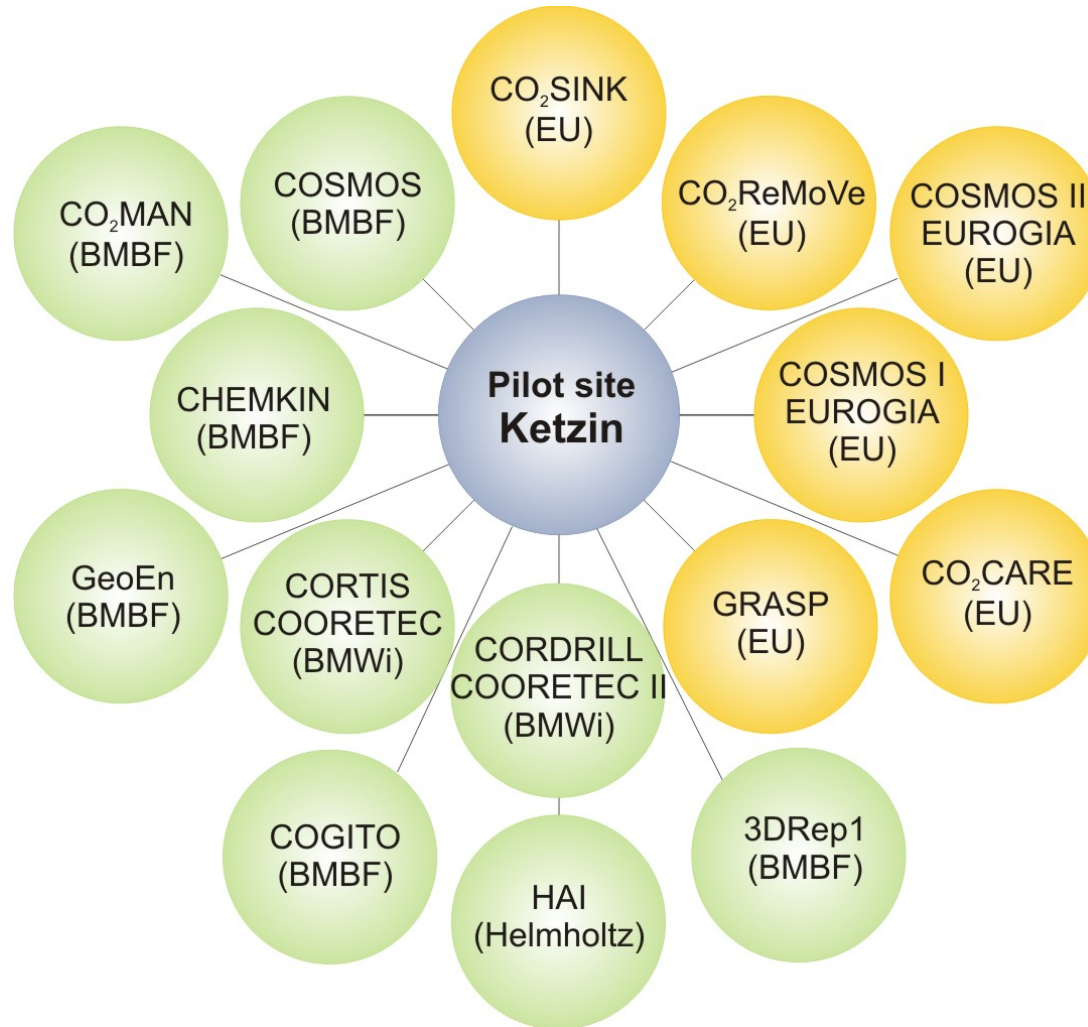 CO₂SINK
(EU)
COSMOS
(BMBF)
CO₂ReMoVe
(EU)
CO₂MAN
(BMBF)
COSMOS II
EUROGIA
(EU)
Pilot site
Ketzin
CHEMKIN
(BMBF)
COSMOS I
EUROGIA
(EU)
GeoEn
(BMBF)
CORTIS
COORETEC
(BMWi)
CORDRILL
COORETEC II
(BMWi)
GRASP
(EU)
CO₂CARE
(EU)
COGITO
(BMBF)
HAI
(Helmholtz)
3DRep1
(BMBF)